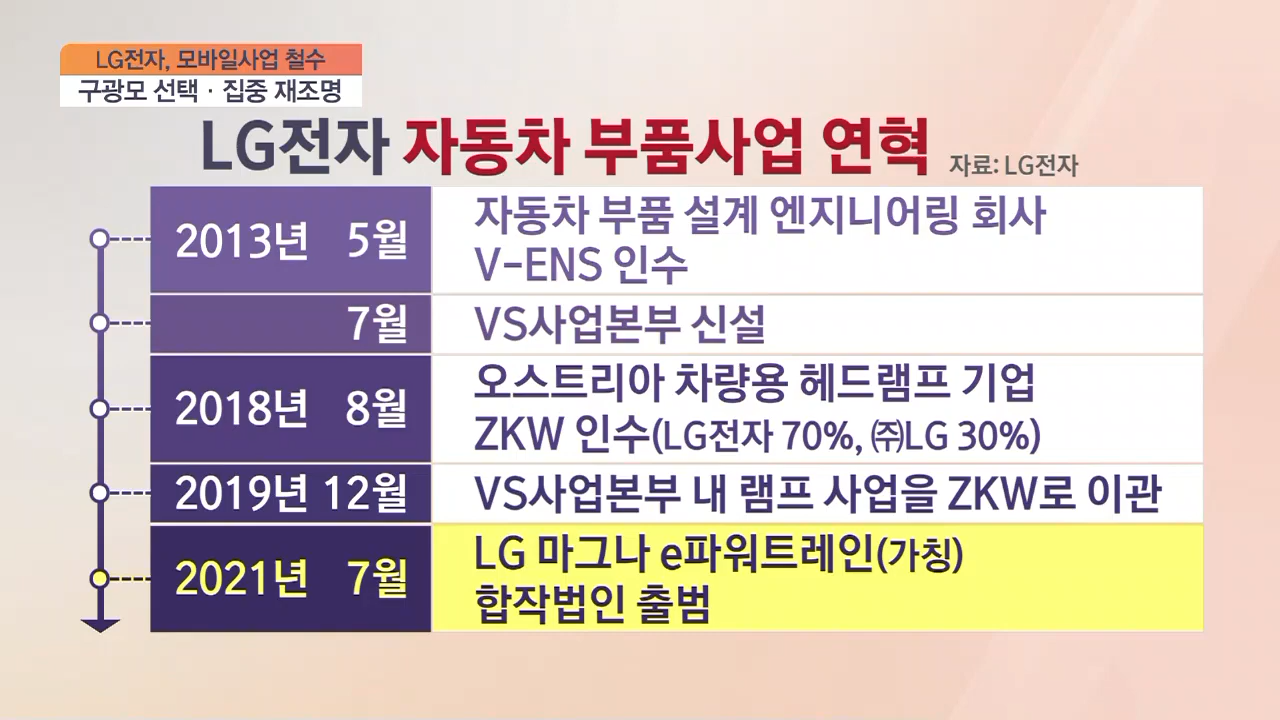 LG전자, 모바일사업 철수
구광모 선택·집중 재조명
LG전자 자동차 부품사업 연혁 자료: LG전자
2013년 5월
자동차 부품 설계 엔지니어링 회사
V-ENS 인수
7월 VS사업본부 신설
2018년 8월
오스트리아 차량용 헤드램프 기업
ZKW 인수(LG전자 70%, ㈜LG 30%)
2019년 12월 VS사업본부 내 램프 사업을 ZKW로 이관
2021년 7월
LG 마그나 e파워트레인(가칭)
합작법인 출범